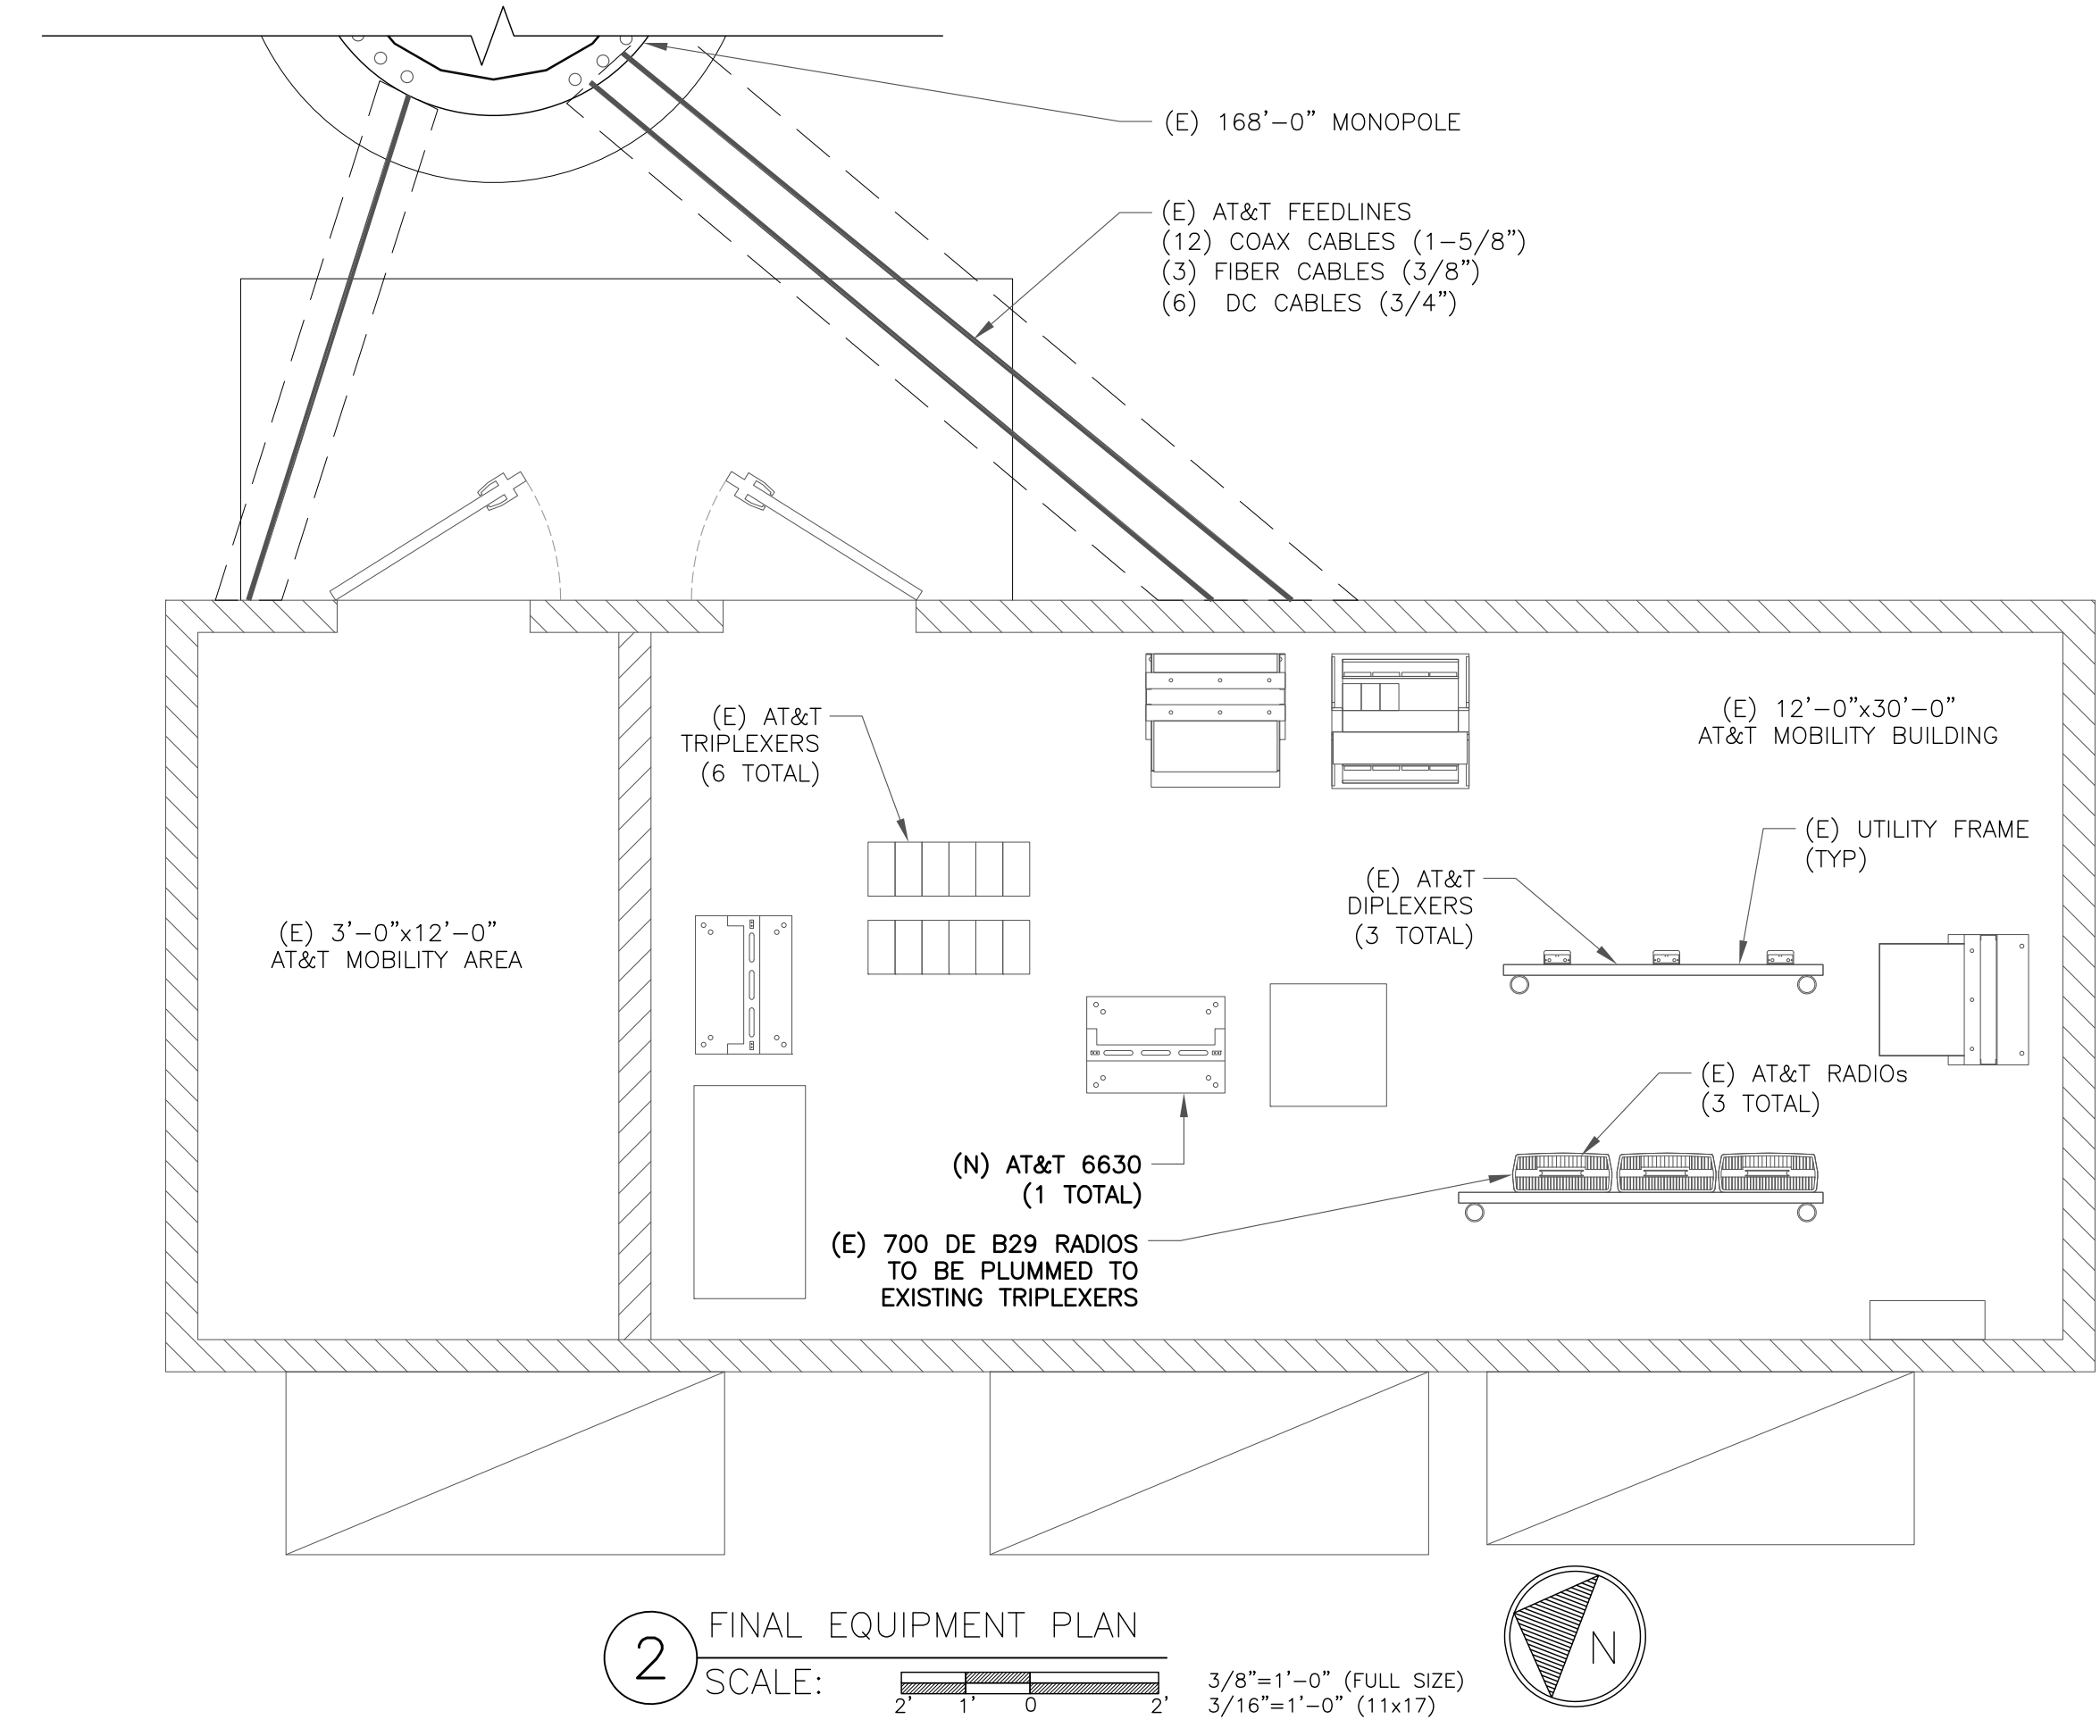 (E) 168'-0" MONOPOLE
(E) AT&T FEEDLINES
(12) COAX CABLES (1-5/8")
(3) FIBER CABLES (3/8")
(6) DC CABLES (3/4")
(E) AT&T
TRIPLEXERS
(6 TOTAL)
(E) 12'-0"x30'-0"
AT&T MOBILITY BUILDING
(E) UTILITY FRAME
(TYP)
(E) AT&T
DIPLEXERS
(3 TOTAL)
(E) 3'-0"x12'-0"
AT&T MOBILITY AREA
(E) AT&T RADIOs
(3 TOTAL)
(N) AT&T 6630
(1 TOTAL)
(E) 700 DE B29 RADIOS
TO BE PLUMMED TO
EXISTING TRIPLEXERS
2
FINAL EQUIPMENT PLAN
SCALE:
2' 1' 0 2'
3/8"=1'-0" (FULL SIZE)
3/16"=1'-0" (11x17)
N